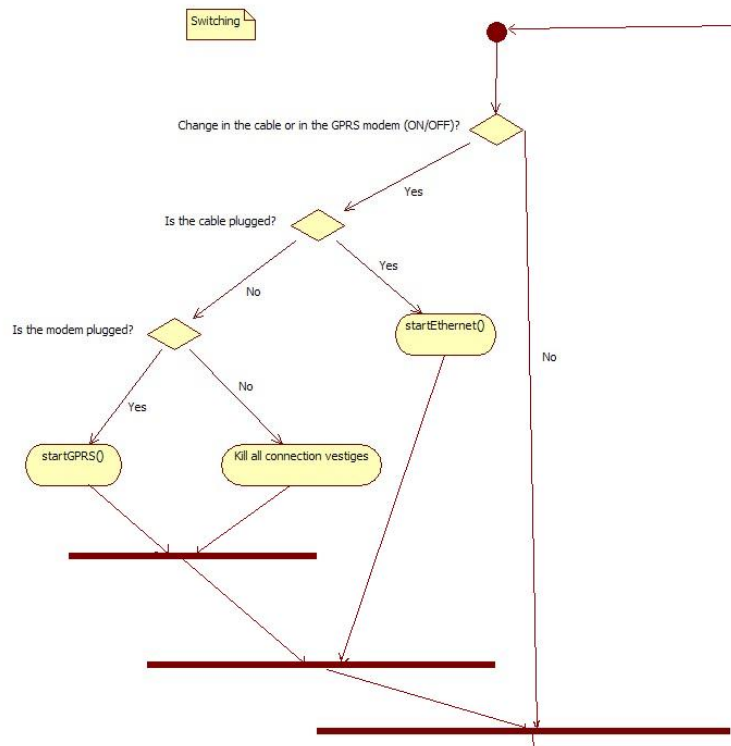 Switching
Change in the cable or in the GPRS modem (ON/OFF)?
Yes
Is the cable plugged?
Yes
No
startEthernet()
Is the modem plugged?
No
No
Yes
startGPRS()
Kill all connection vestiges